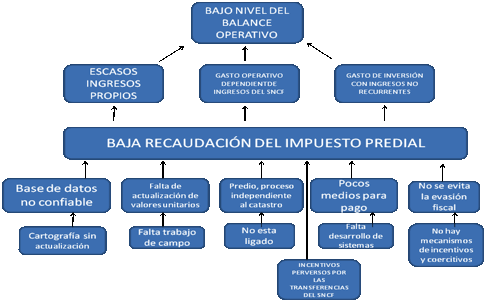 BAJO NIVEL DEL
BALANCE
OPERATIVO
ESCASOS
INGRESOS
PROPIOS
GASTO OPERATIVO
DEPENDIENTDE
INGRESOS DEL SNCF
GASTO DE INVERSIÓN
CON INGRESOS NO
RECURRENTES
BAJA RECAUDACIÓN DEL IMPUESTO PREDIAL
Base de datos
no confiable
Falta de
actualización de
valores unitarios
Predio, proceso
independiente
al catastro
Pocos
medios para
pago
No se evita
la evasión
fiscal
Cartografía sin
actualización
Falta trabajo
de campo
No esta
ligado
Falta
desarrollo de
sistemas
No hay
mecanismos
de incentivos
y coercitivos
INCENTIVOS
PERVERSOS POR
LAS
TRANSFERENCIAS
DEL SNCF